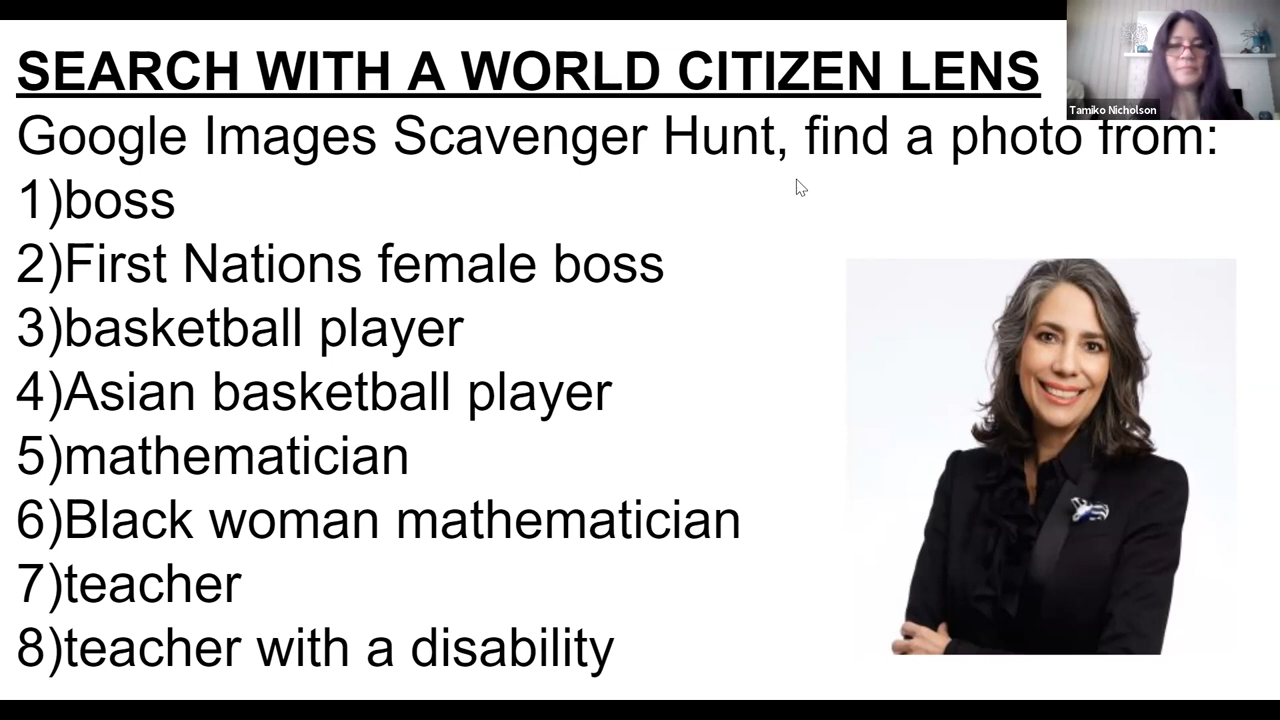 SEARCH WITH A WORLD CITIZEN LENS
Tamiko Nicholson
Google Images Scavenger Hunt, find a photo from:
1)boss
2)First Nations female boss
3)basketball player
4)Asian basketball player
5)mathematician
6)Black woman mathematician
7)teacher
8)teacher with a disability